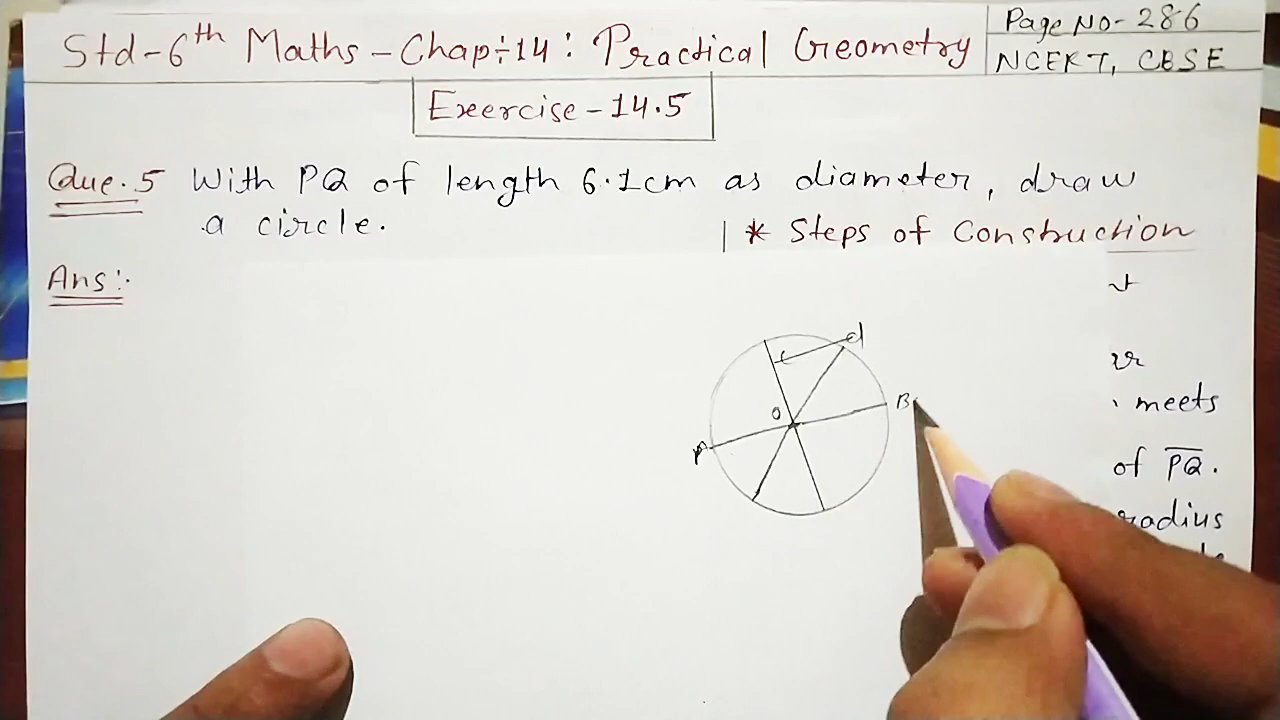 Std-6th Maths - Chap÷14: Practical Geometry
Page No-286
NCERT, CBSE
Exercise-14.5
Que.5 With PQ of length 6.1cm as diameter, draw
a circle.
* Steps of Construction
Ans:-
meets
of PQ.
radius
C d
O
B
A